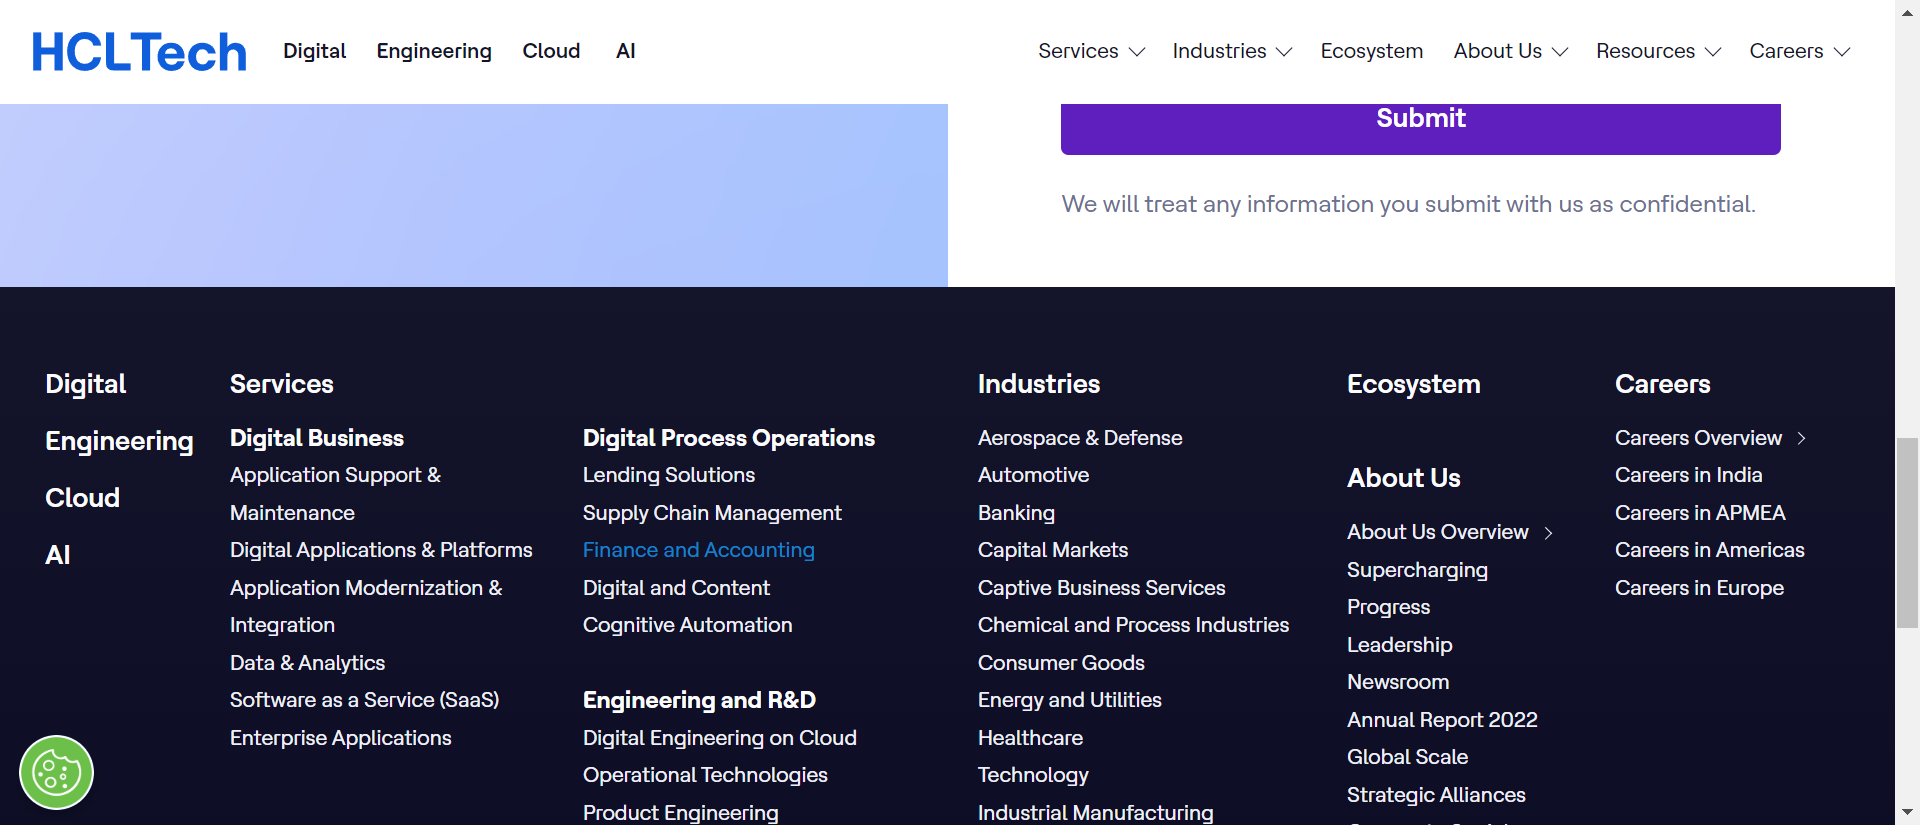 HCLTech
Digital Engineering Cloud AI
Services Industries Ecosystem About Us Resources Careers
Submit
We will treat any information you submit with us as confidential.
Digital
Engineering
Cloud
AI
Services
Digital Business
Application Support &
Maintenance
Digital Applications & Platforms
Application Modernization &
Integration
Data & Analytics
Software as a Service (SaaS)
Enterprise Applications
Digital Process Operations
Lending Solutions
Supply Chain Management
Finance and Accounting
Digital and Content
Cognitive Automation
Engineering and R&D
Digital Engineering on Cloud
Operational Technologies
Product Engineering
Industries
Aerospace & Defense
Automotive
Banking
Capital Markets
Captive Business Services
Chemical and Process Industries
Consumer Goods
Energy and Utilities
Healthcare
Technology
Industrial Manufacturing
Ecosystem
About Us
About Us Overview
Supercharging
Progress
Leadership
Newsroom
Annual Report 2022
Global Scale
Strategic Alliances
Careers
Careers Overview
Careers in India
Careers in APMEA
Careers in Americas
Careers in Europe